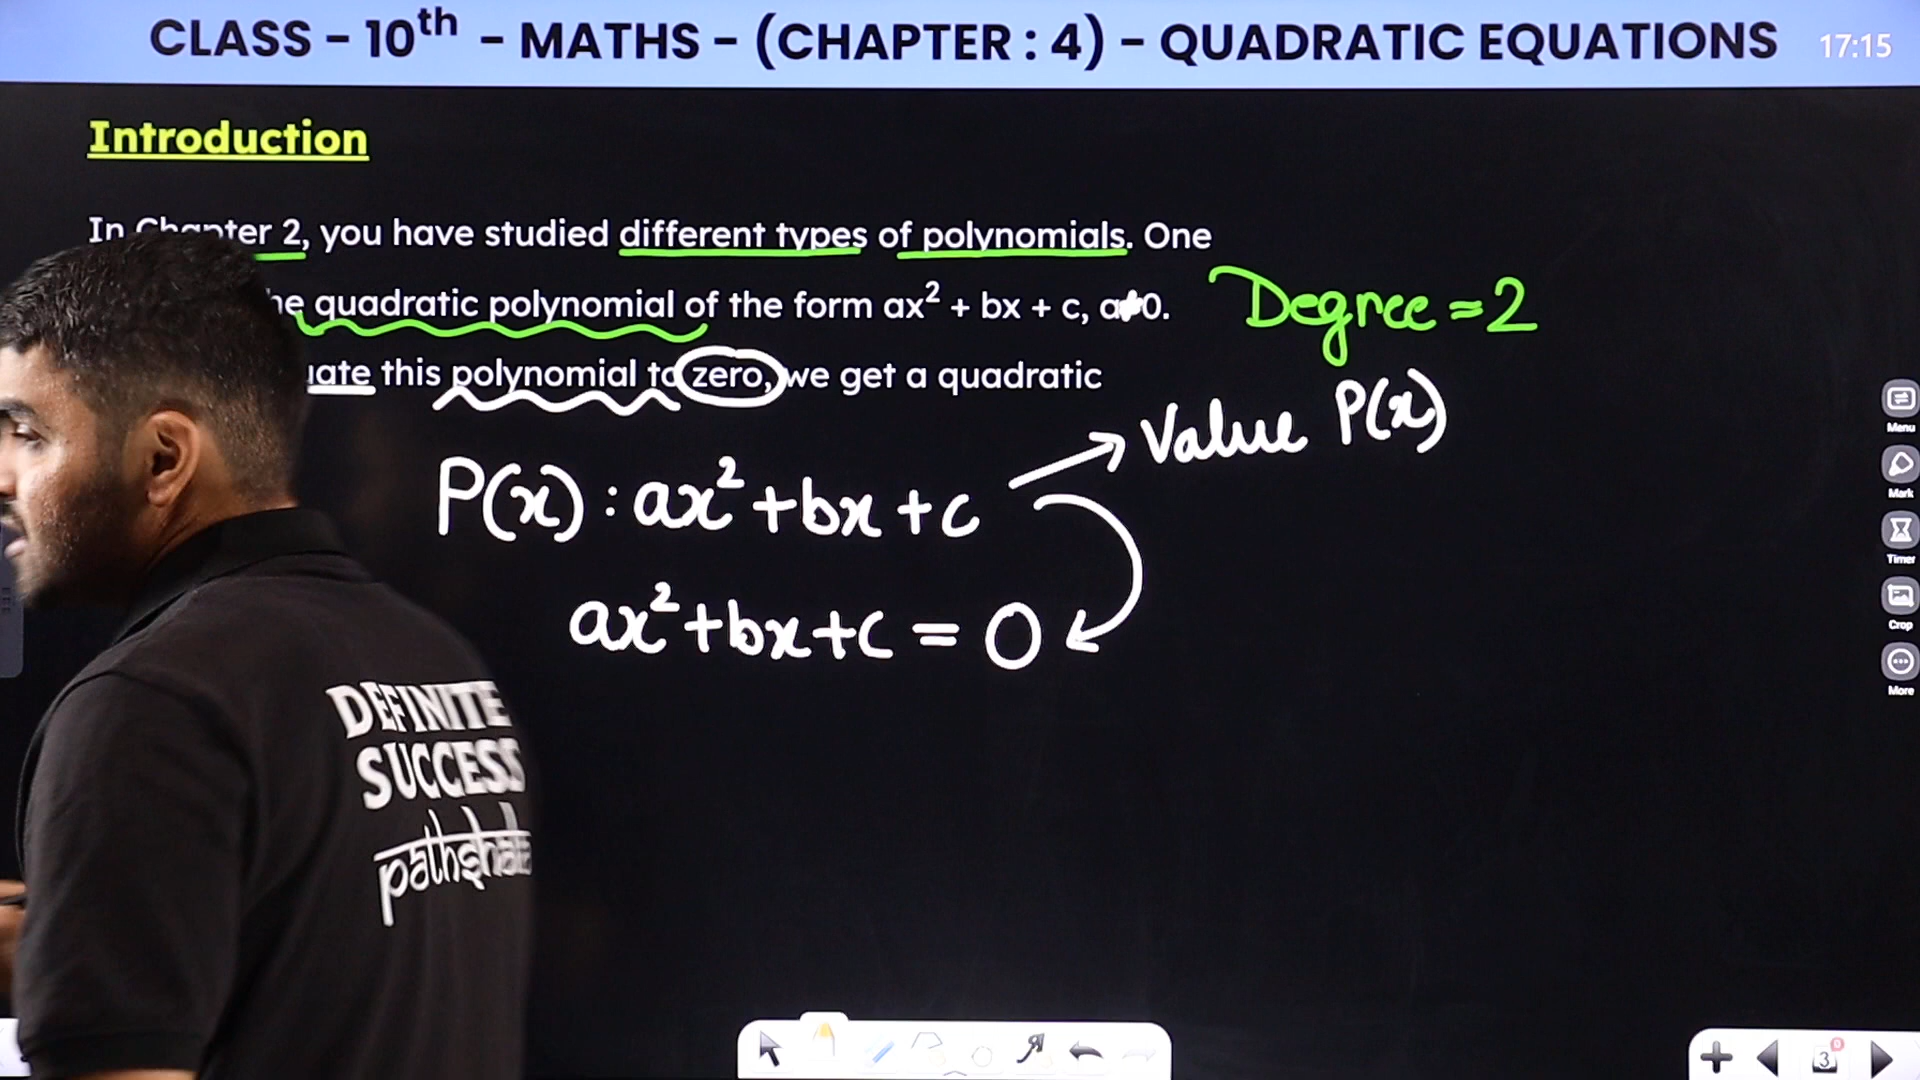 CLASS - 10th - MATHS - (CHAPTER : 4) - QUADRATIC EQUATIONS 17:15
Introduction
In Chapter 2, you have studied different types of polynomials. One
quadratic polynomial of the form ax² + bx + c, a≠0.
Degree = 2
this polynomial to zero, we get a quadratic
Value P(x)
P(x) : ax² + bx + c
ax² + bx + c = 0
DEFINITE
SUCCESS
pathshala
Menu
Mark
Timer
Crop
More
3